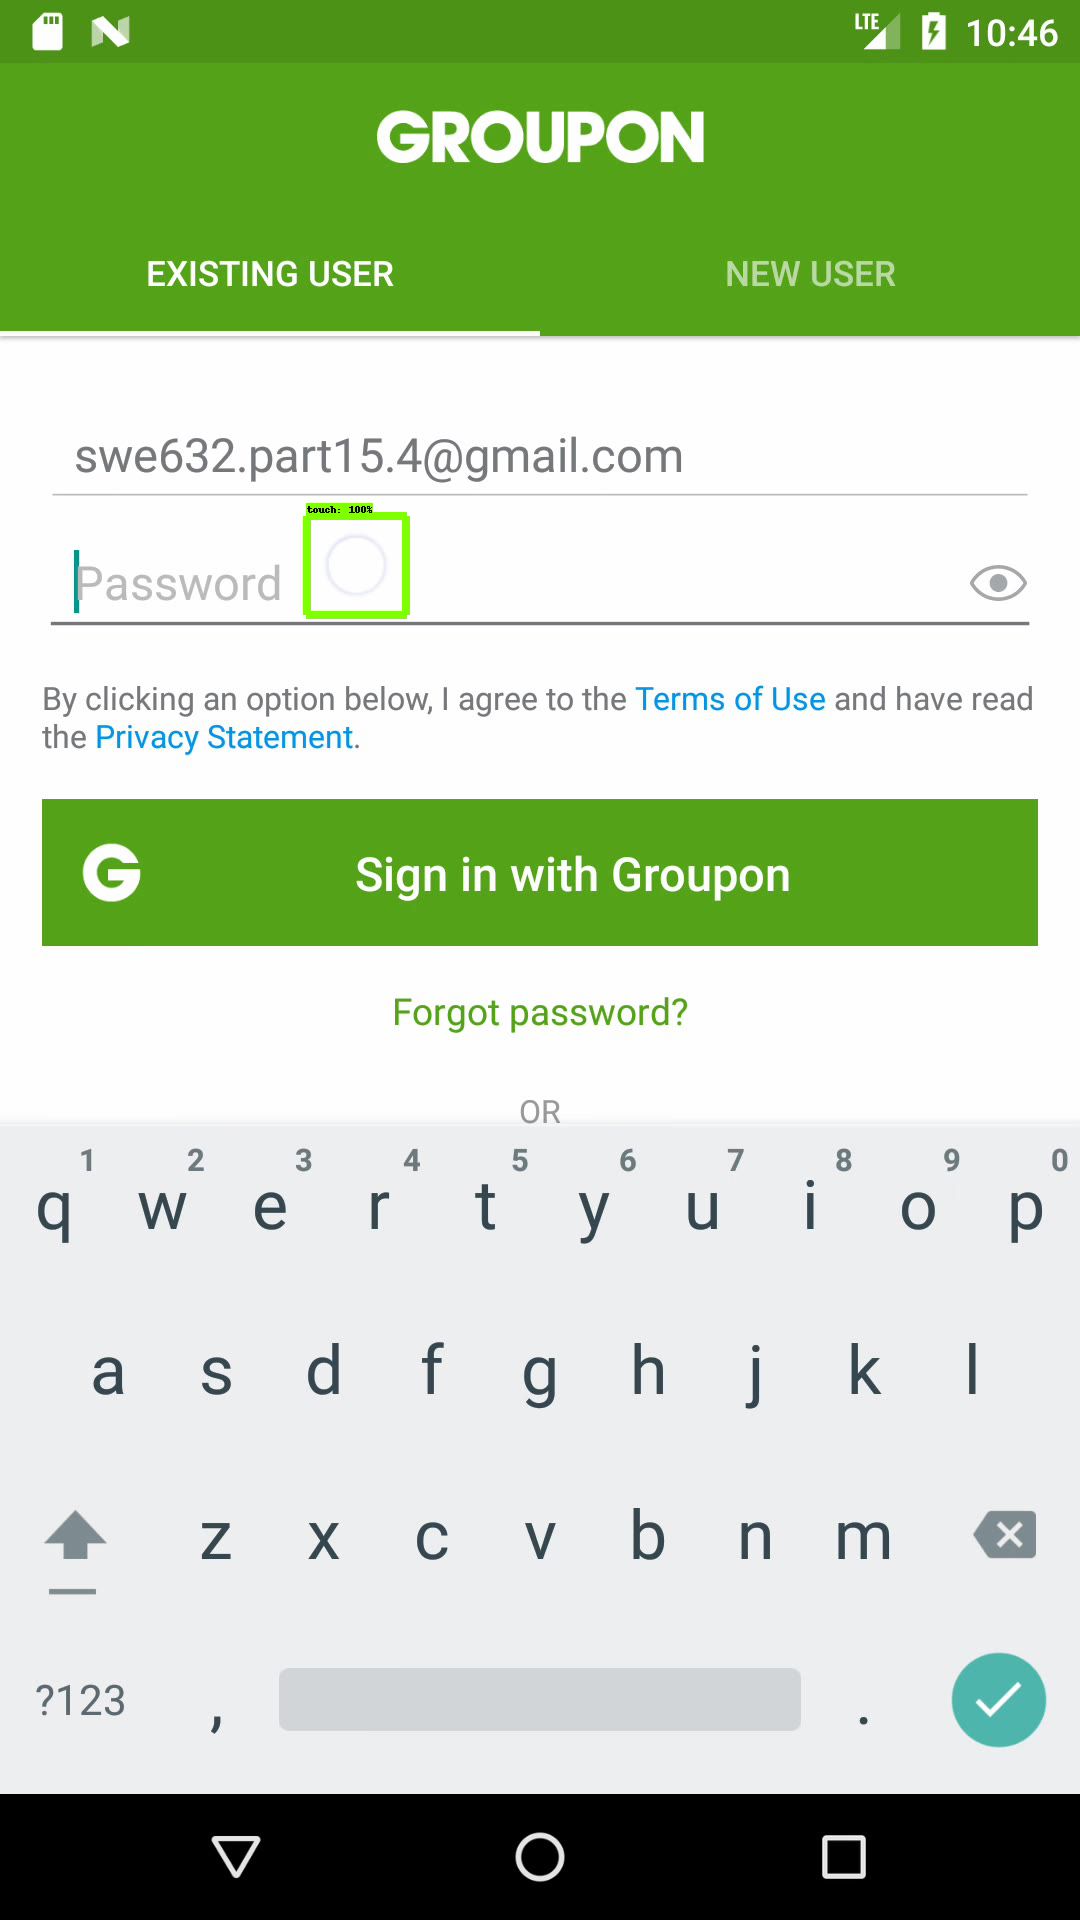 LTE 10:46
GROUPON
EXISTING USER NEW USER
swe632.part15.4@gmail.com
touch: 100%
Password
By clicking an option below, I agree to the Terms of Use and have read
the Privacy Statement.
G Sign in with Groupon
Forgot password?
OR
1 2 3 4 5 6 7 8 9 0
q w e r t y u i o p
a s d f g h j k l
z x c v b n m
?123 , .